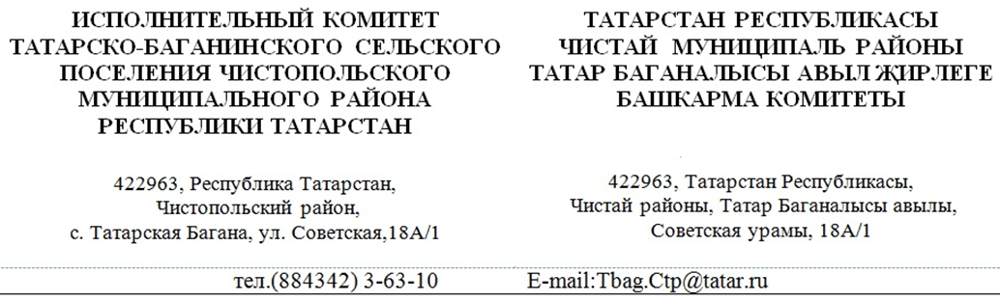 ИСПОЛНИТЕЛЬНЫЙ КОМИТЕТ
ТАТАРСКО-БАГАНИНСКОГО СЕЛЬСКОГО
ПОСЕЛЕНИЯ ЧИСТОПОЛЬСКОГО
МУНИЦИПАЛЬНОГО РАЙОНА
РЕСПУБЛИКИ ТАТАРСТАН
422963, Республика Татарстан,
Чистопольский район,
с. Татарская Багана, ул. Советская,18А/1
ТАТАРСТАН РЕСПУБЛИКАСЫ
ЧИСТАЙ МУНИЦИПАЛЬ РАЙОНЫ
ТАТАР БАГАНАЛЫСЫ АВЫЛ ҖИРЛЕГЕ
БАШКАРМА КОМИТЕТЫ
422963, Татарстан Республикасы,
Чистай районы, Татар Баганалысы авылы,
Советская урамы, 18А/1
тел.(884342) 3-63-10 E-mail:Tbag.Ctp@tatar.ru